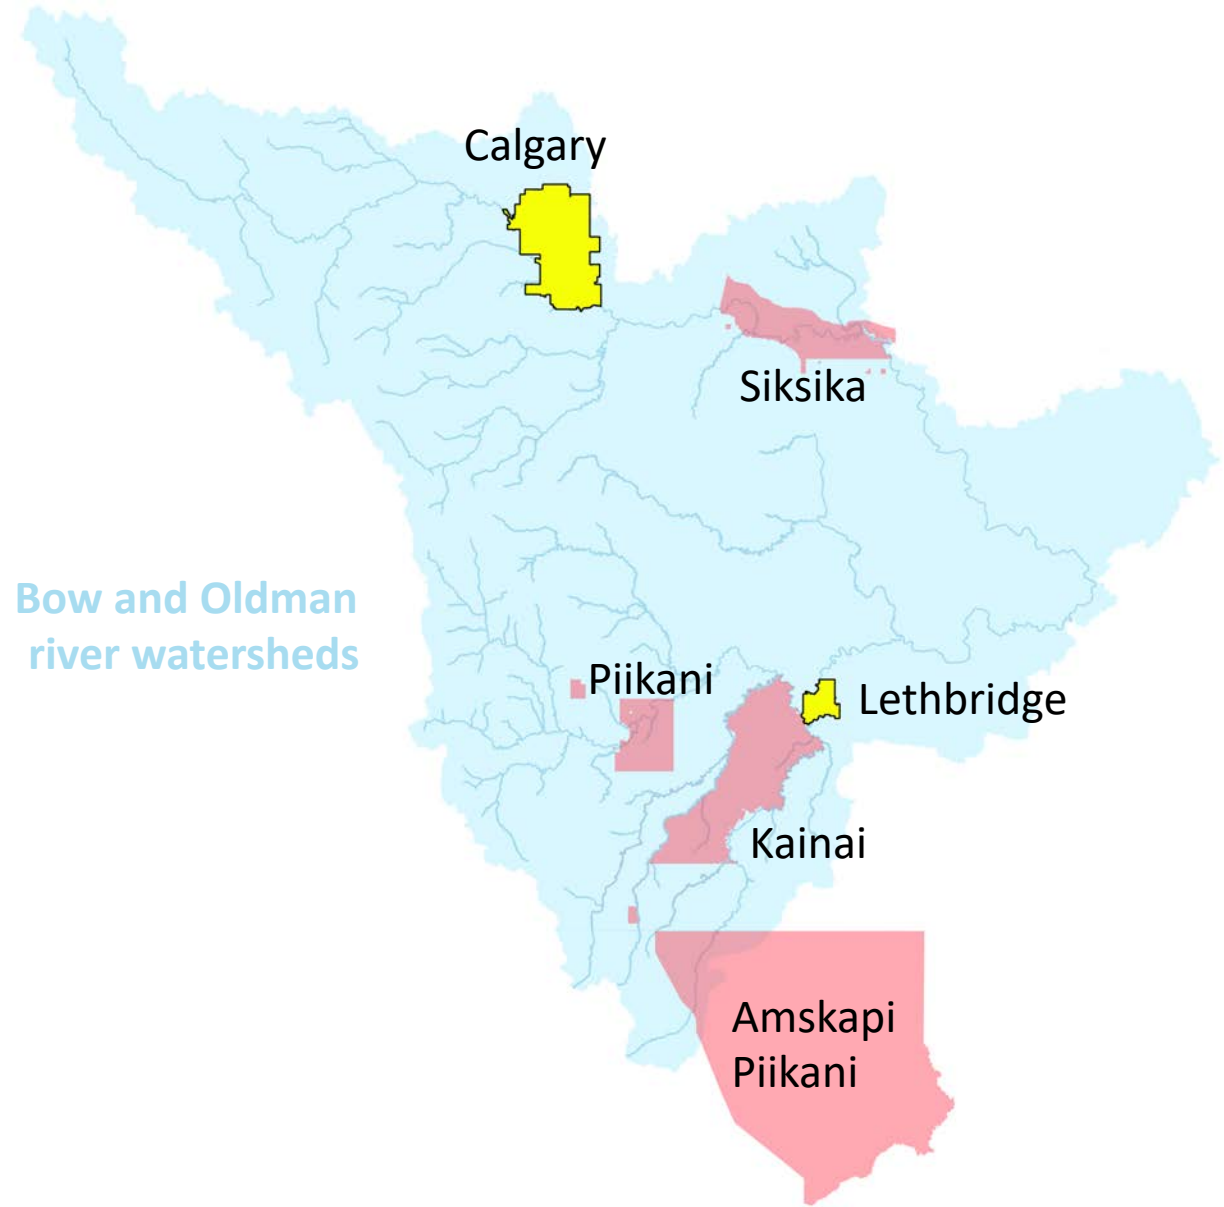 Calgary
Siksika
Bow and Oldman
river watersheds
Piikani
Lethbridge
Kainai
Amskapi
Piikani